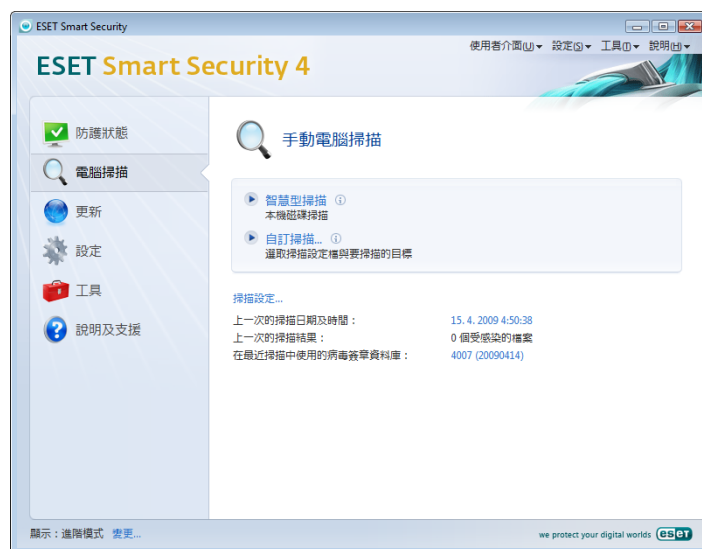 ESET Smart Security
使用者介面(U) 設定(S) 工具(T) 說明(H)
ESET Smart Security 4
防護狀態
電腦掃描
更新
設定
工具
說明及支援
手動電腦掃描
智慧型掃描
本機磁碟掃描
自訂掃描...
選取掃描設定檔與要掃描的目標
掃描設定...
上一次的掃描日期及時間： 15. 4. 2009 4:50:38
上一次的掃描結果： 0 個受感染的檔案
在最近掃描中使用的病毒簽章資料庫： 4007 (20090414)
顯示：進階模式 變更...
we protect your digital worlds eset